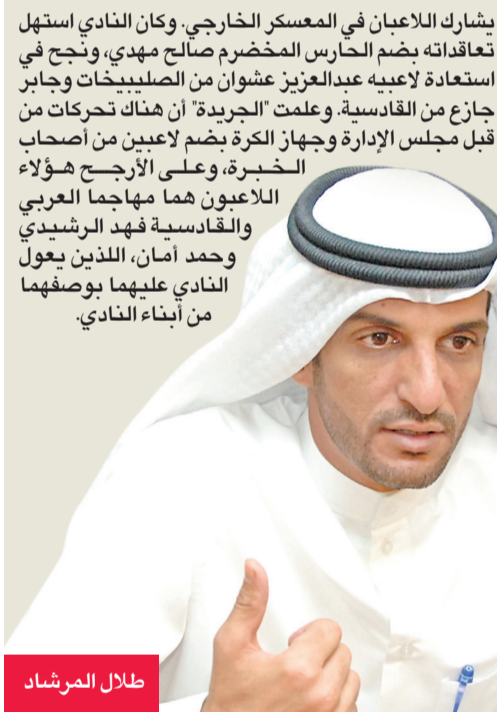 يشارك اللاعبان في المعسكر الخارجي. وكان النادي استهل
تعاقداته بضم الحارس المخضرم صالح مهدي، ونجح في
استعادة لاعبيه عبدالعزيز عشوان من الصليبيخات وجابر
جازع من القادسية. وعلمت "الجريدة" أن هناك تحركات من
قبل مجلس الإدارة وجهاز الكرة بضم لاعبين من أصحاب
الخبرة، وعلى الأرجح هؤلاء
اللاعبون هما مهاجما العربي
والقادسية فهد الرشيدي
وحمد أمان، اللذين يعول
النادي عليهما بوصفهما
من أبناء النادي.
طلال المرشاد